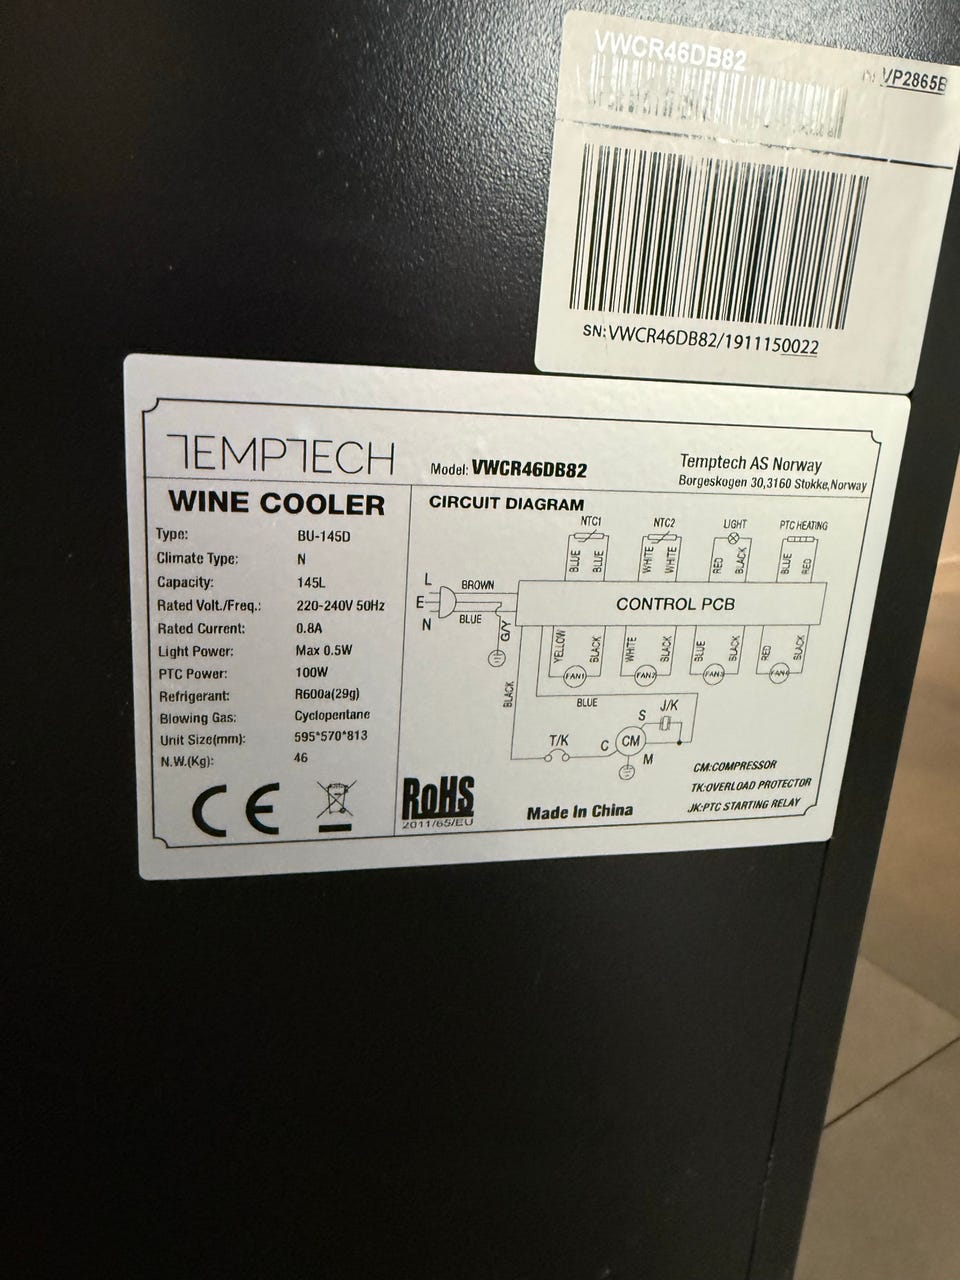 VWCR46DB82
VP2865B
SN:VWCR46DB82/1911150022
TEMPTECH
Model: VWCR46DB82
Temptech AS Norway
Borgeskogen 30,3160 Stokke,Norway
WINE COOLER
Type: BU-145D
Climate Type: N
Capacity: 145L
Rated Volt./Freq.: 220-240V 50Hz
Rated Current: 0.8A
Light Power: Max 0.5W
PTC Power: 100W
Refrigerant: R600a(29g)
Blowing Gas: Cyclopentane
Unit Size(mm): 595*570*813
N.W.(Kg): 46
CE
RoHS
2011/65/EU
CIRCUIT DIAGRAM
NTC1 NTC2 LIGHT PTC HEATING
BLUE BLUE WHITE WHITE RED BLACK BLUE RED
L BROWN
E
N BLUE
G/Y
CONTROL PCB
YELLOW BLACK WHITE BLACK BLUE BLACK RED BLACK
FAN1 FAN2 FAN3 FAN4
BLACK
BLUE
S J/K
T/K C CM M
CM:COMPRESSOR
TK:OVERLOAD PROTECTOR
JK:PTC STARTING RELAY
Made In China